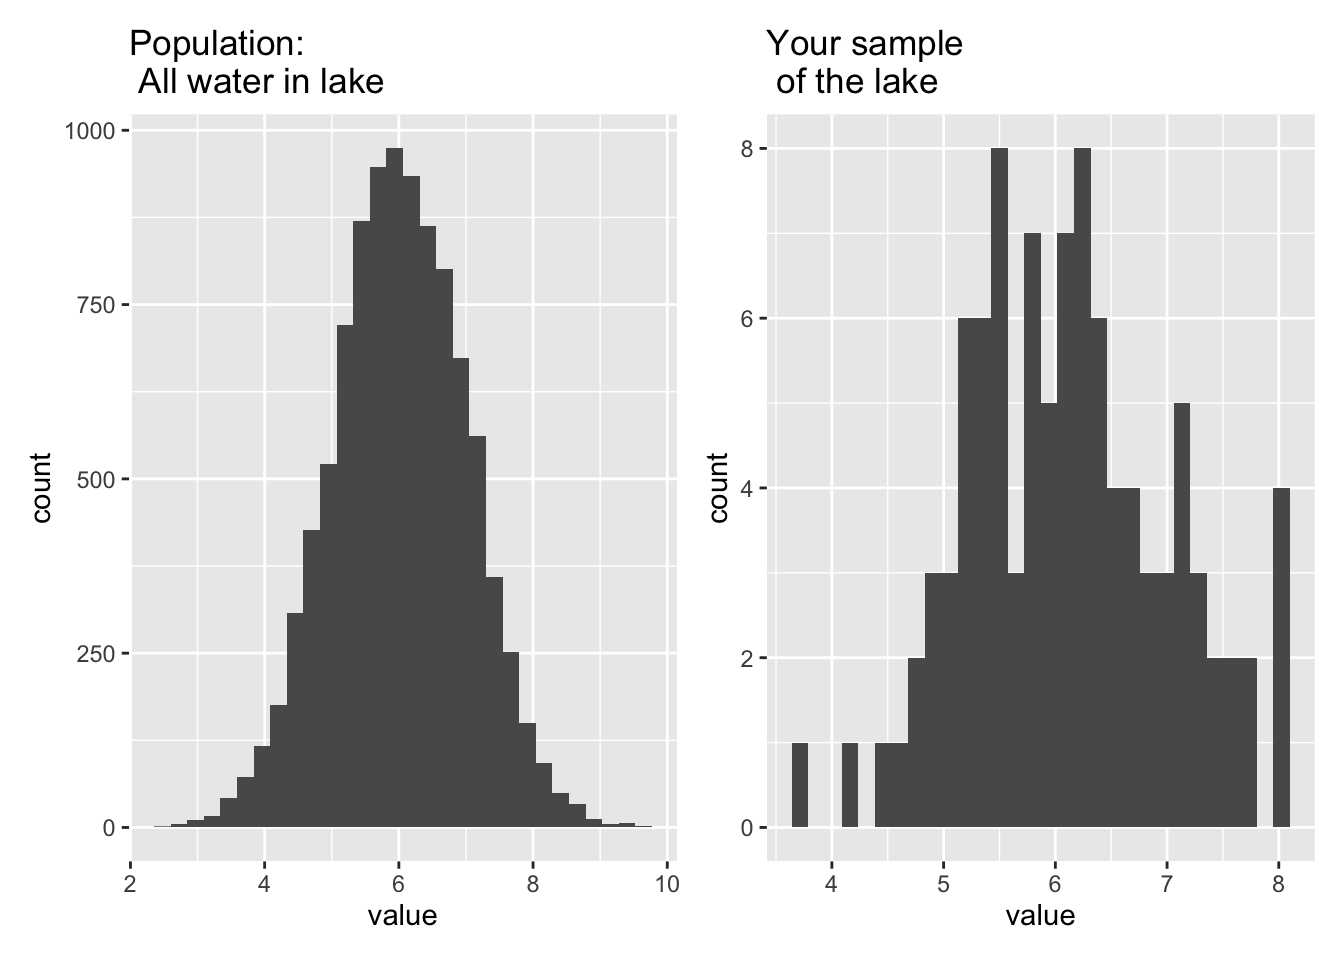 Population:
All water in lake
1000
750
500
250
0
count
2 4 6 8 10
value
Your sample
of the lake
8
6
4
2
0
count
4 5 6 7 8
value